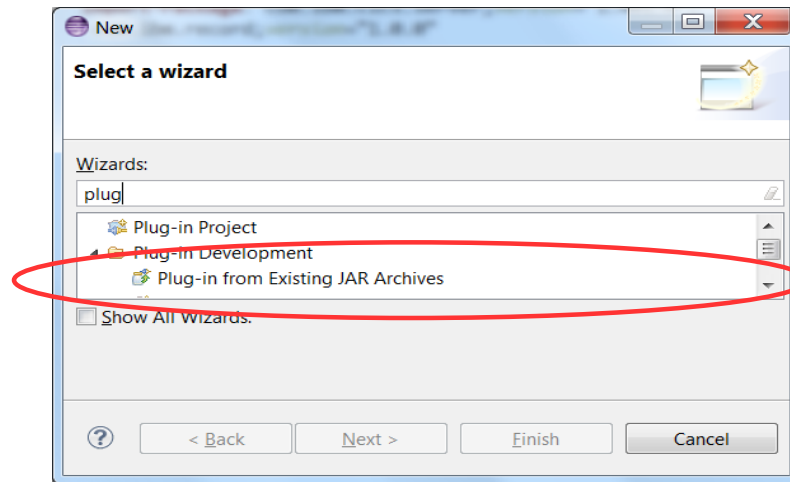 New
Select a wizard
Wizards:
plug
Plug-in Project
Plug-in Development
Plug-in from Existing JAR Archives
Show All Wizards.
? < Back Next > Finish Cancel